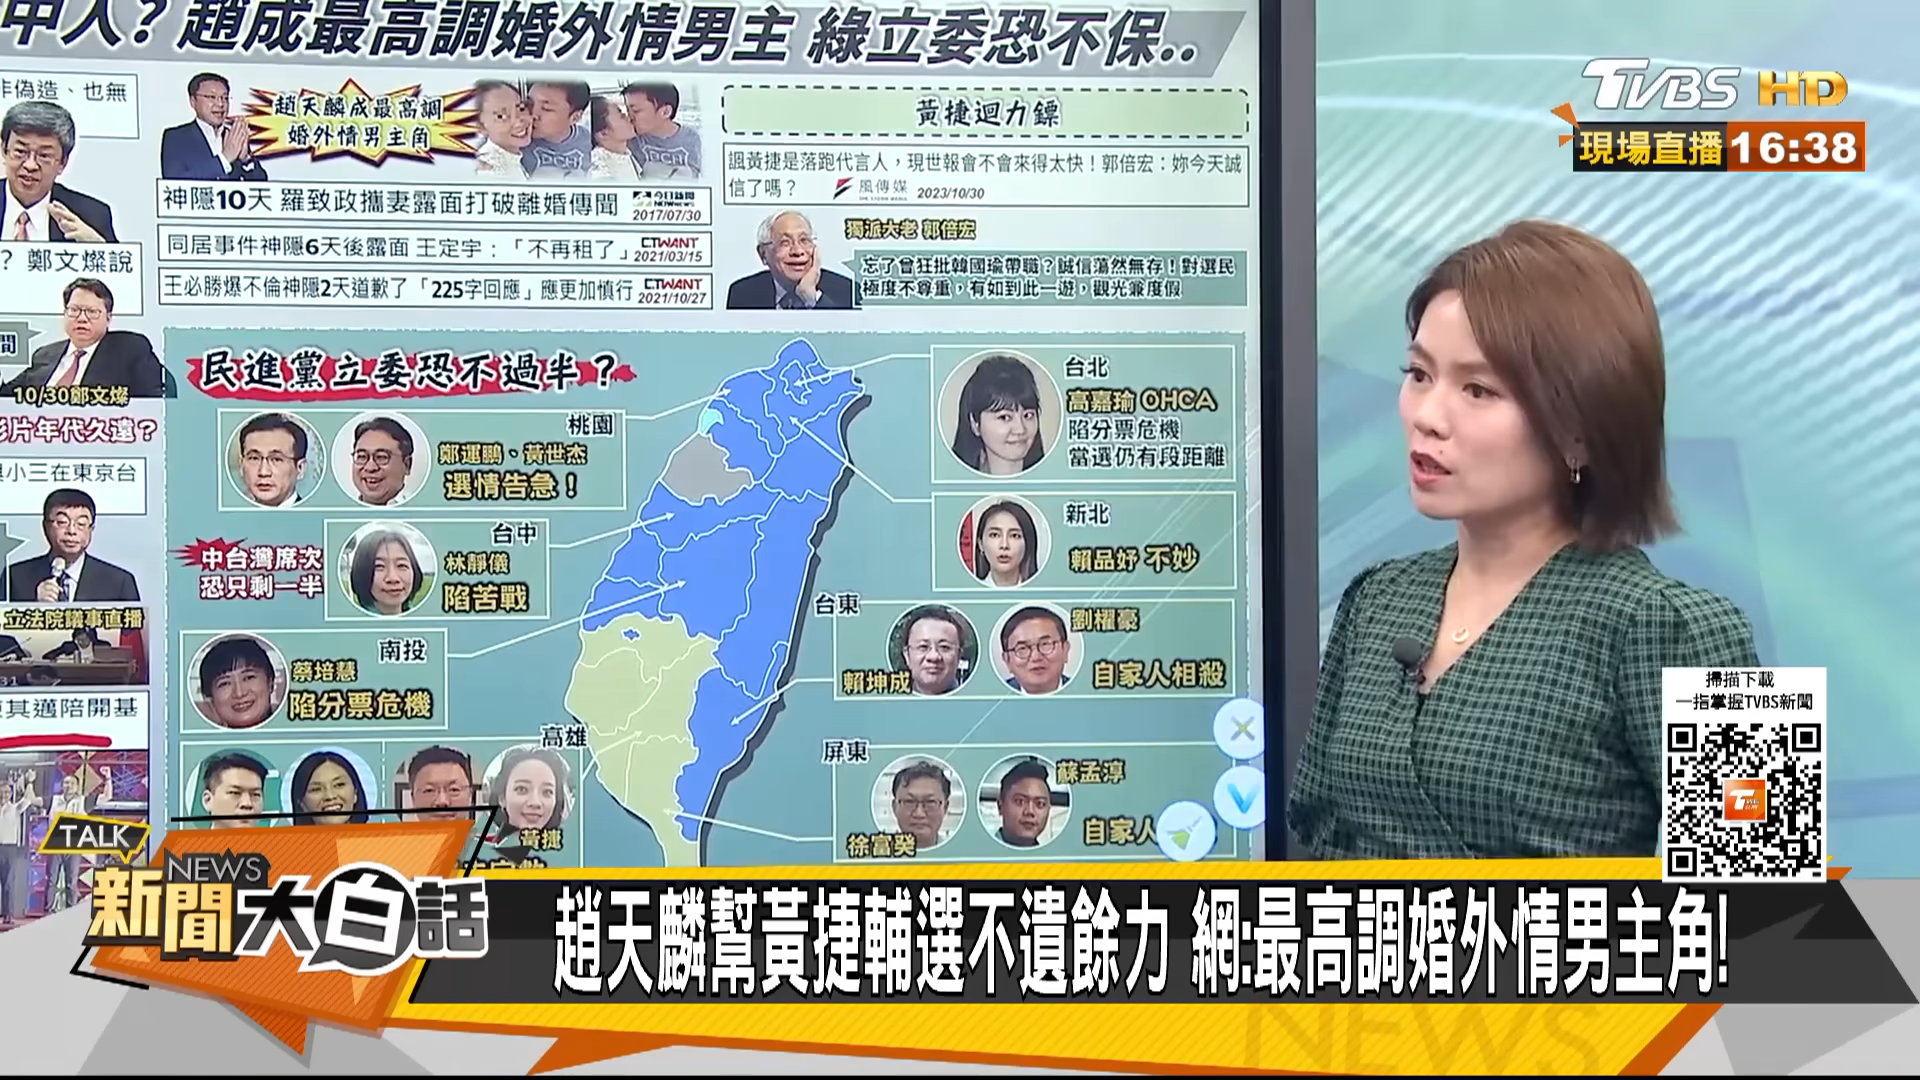 中人？趙成最高調婚外情男主 綠立委恐不保..
TVBS HD
現場直播 16:38
非偽造、也無
趙天麟成最高調
婚外情男主角
神隱10天 羅致政攜妻露面打破離婚傳聞 今日新聞 NOWnews 2017/07/30
同居事件神隱6天後露面 王定宇：「不再租了」 CTWANT 2021/03/15
王必勝爆不倫神隱2天道歉了「225字回應」應更加慎行 CTWANT 2021/10/27
黃捷迴力鏢
諷黃捷是落跑代言人，現世報會不會來得太快！郭倍宏：妳今天誠
信了嗎？ 風傳媒 2023/10/30
獨派大老 郭倍宏
忘了曾狂批韓國瑜帶職？誠信蕩然無存！對選民
極度不尊重，有如到此一遊，觀光兼度假
？鄭文燦說
間
10/30鄭文燦
影片年代久遠？
與小三在東京台
立法院議事直播
其邁陪開基
民進黨立委恐不過半？
桃園
鄭運鵬、黃世杰
選情告急！
台中
林靜儀
陷苦戰
中台灣席次
恐只剩一半
南投
蔡培慧
陷分票危機
高雄
黃捷
台北
高嘉瑜 OHCA
陷分票危機
當選仍有段距離
新北
賴品妤 不妙
台東
賴坤成
劉櫂豪
自家人相殺
屏東
徐富癸
蘇孟淳
自家人
掃描下載
一指掌握TVBS新聞
TALK
NEWS
新聞大白話
趙天麟幫黃捷輔選不遺餘力 網:最高調婚外情男主角!
NEWS